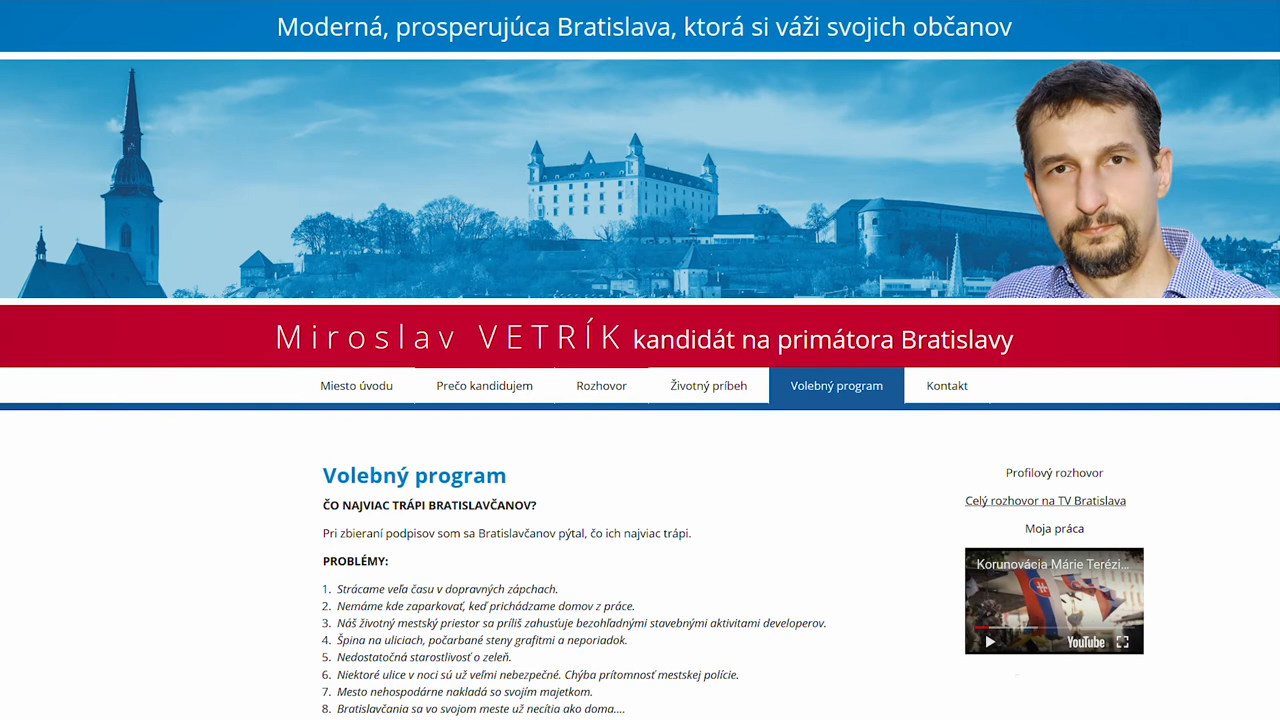 Moderná, prosperujúca Bratislava, ktorá si váži svojich občanov
Miroslav VETRÍK kandidát na primátora Bratislavy
Miesto úvodu Prečo kandidujem Rozhovor Životný príbeh Volebný program Kontakt
Volebný program
ČO NAJVIAC TRÁPI BRATISLAVČANOV?
Pri zbieraní podpisov som sa Bratislavčanov pýtal, čo ich najviac trápi.
PROBLÉMY:
1. Strácame veľa času v dopravných zápchach.
2. Nemáme kde zaparkovať, keď prichádzame domov z práce.
3. Náš životný mestský priestor sa príliš zahusťuje bezohľadnými stavebnými aktivitami developerov.
4. Špina na uliciach, počarbané steny grafitmi a neporiadok.
5. Nedostatočná starostlivosť o zeleň.
6. Niektoré ulice v noci sú už veľmi nebezpečné. Chýba prítomnosť mestskej polície.
7. Mesto nehospodárne nakladá so svojím majetkom.
8. Bratislavčania sa vo svojom meste už necítia ako doma....
Profilový rozhovor
Celý rozhovor na TV Bratislava
Moja práca
Korunovácia Márie Terézi...
YouTube